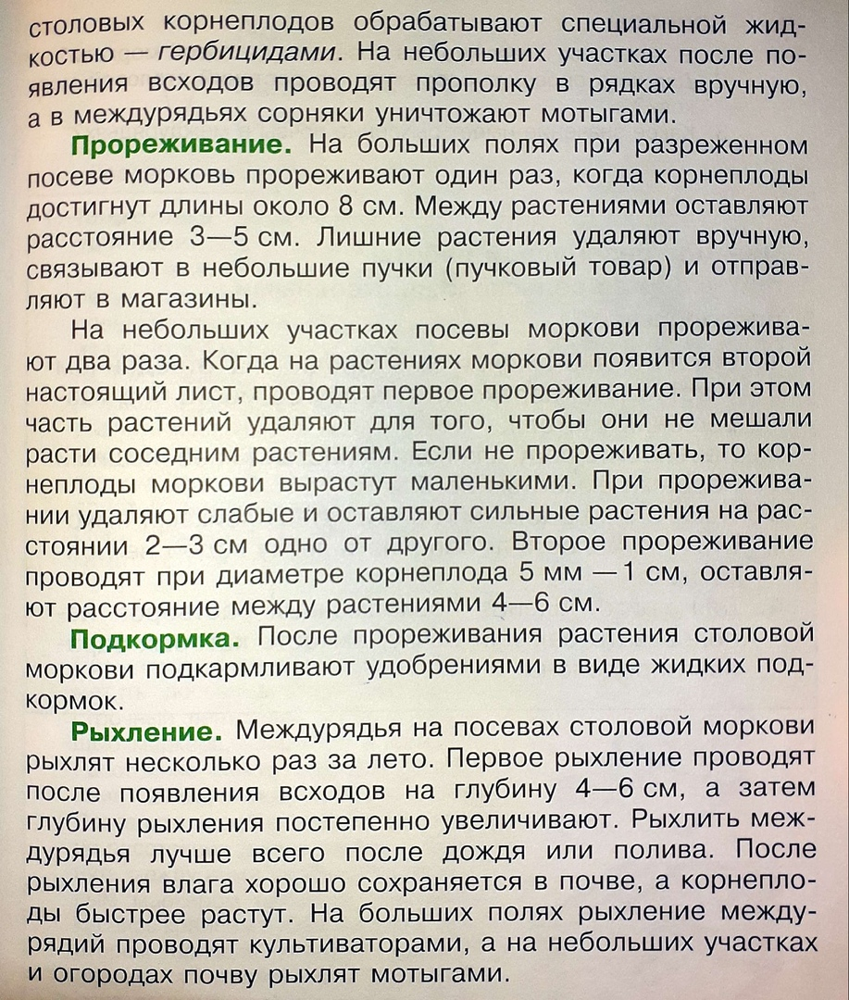 столовых корнеплодов обрабатывают специальной жид-
костью — гербицидами. На небольших участках после по-
явления всходов проводят прополку в рядках вручную,
а в междурядьях сорняки уничтожают мотыгами.
Прореживание. На больших полях при разреженном
посеве морковь прореживают один раз, когда корнеплоды
достигнут длины около 8 см. Между растениями оставляют
расстояние 3—5 см. Лишние растения удаляют вручную,
связывают в небольшие пучки (пучковый товар) и отправ-
ляют в магазины.
На небольших участках посевы моркови прорежива-
ют два раза. Когда на растениях моркови появится второй
настоящий лист, проводят первое прореживание. При этом
часть растений удаляют для того, чтобы они не мешали
расти соседним растениям. Если не прореживать, то кор-
неплоды моркови вырастут маленькими. При прорежива-
нии удаляют слабые и оставляют сильные растения на рас-
стоянии 2—3 см одно от другого. Второе прореживание
проводят при диаметре корнеплода 5 мм — 1 см, оставля-
ют расстояние между растениями 4—6 см.
Подкормка. После прореживания растения столовой
моркови подкармливают удобрениями в виде жидких под-
кормок.
Рыхление. Междурядья на посевах столовой моркови
рыхлят несколько раз за лето. Первое рыхление проводят
после появления всходов на глубину 4—6 см, а затем
глубину рыхления постепенно увеличивают. Рыхлить меж-
дурядья лучше всего после дождя или полива. После
рыхления влага хорошо сохраняется в почве, а корнепло-
ды быстрее растут. На больших полях рыхление между-
рядий проводят культиваторами, а на небольших участках
и огородах почву рыхлят мотыгами.